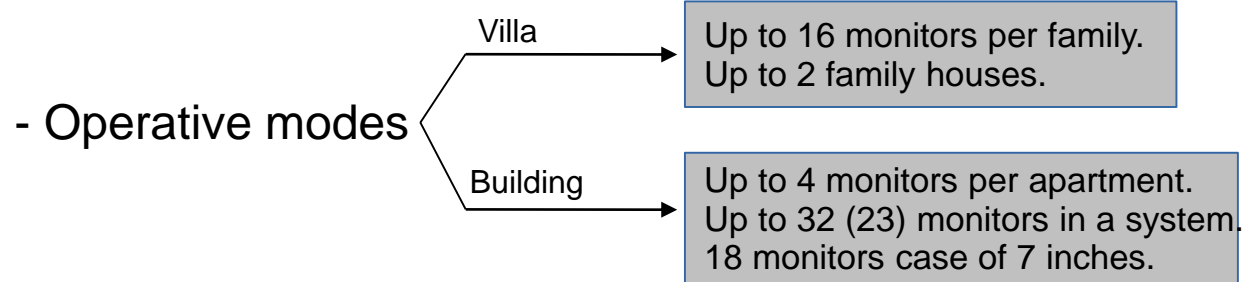 - Operative modes
Villa
Up to 16 monitors per family.
Up to 2 family houses.
Building
Up to 4 monitors per apartment.
Up to 32 (23) monitors in a system.
18 monitors case of 7 inches.